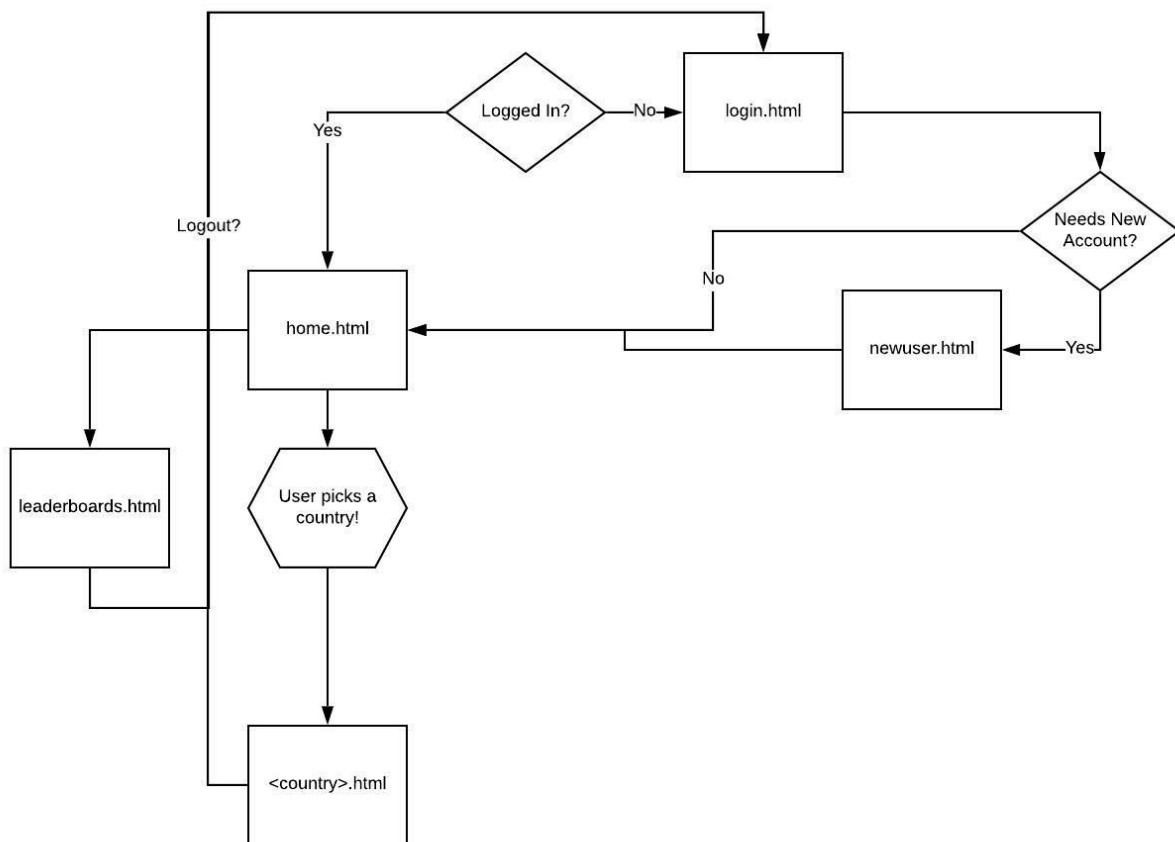 Logged In?
No
login.html
Yes
Logout?
Needs New
Account?
No
home.html
newuser.html
Yes
leaderboards.html
User picks a
country!
<country>.html